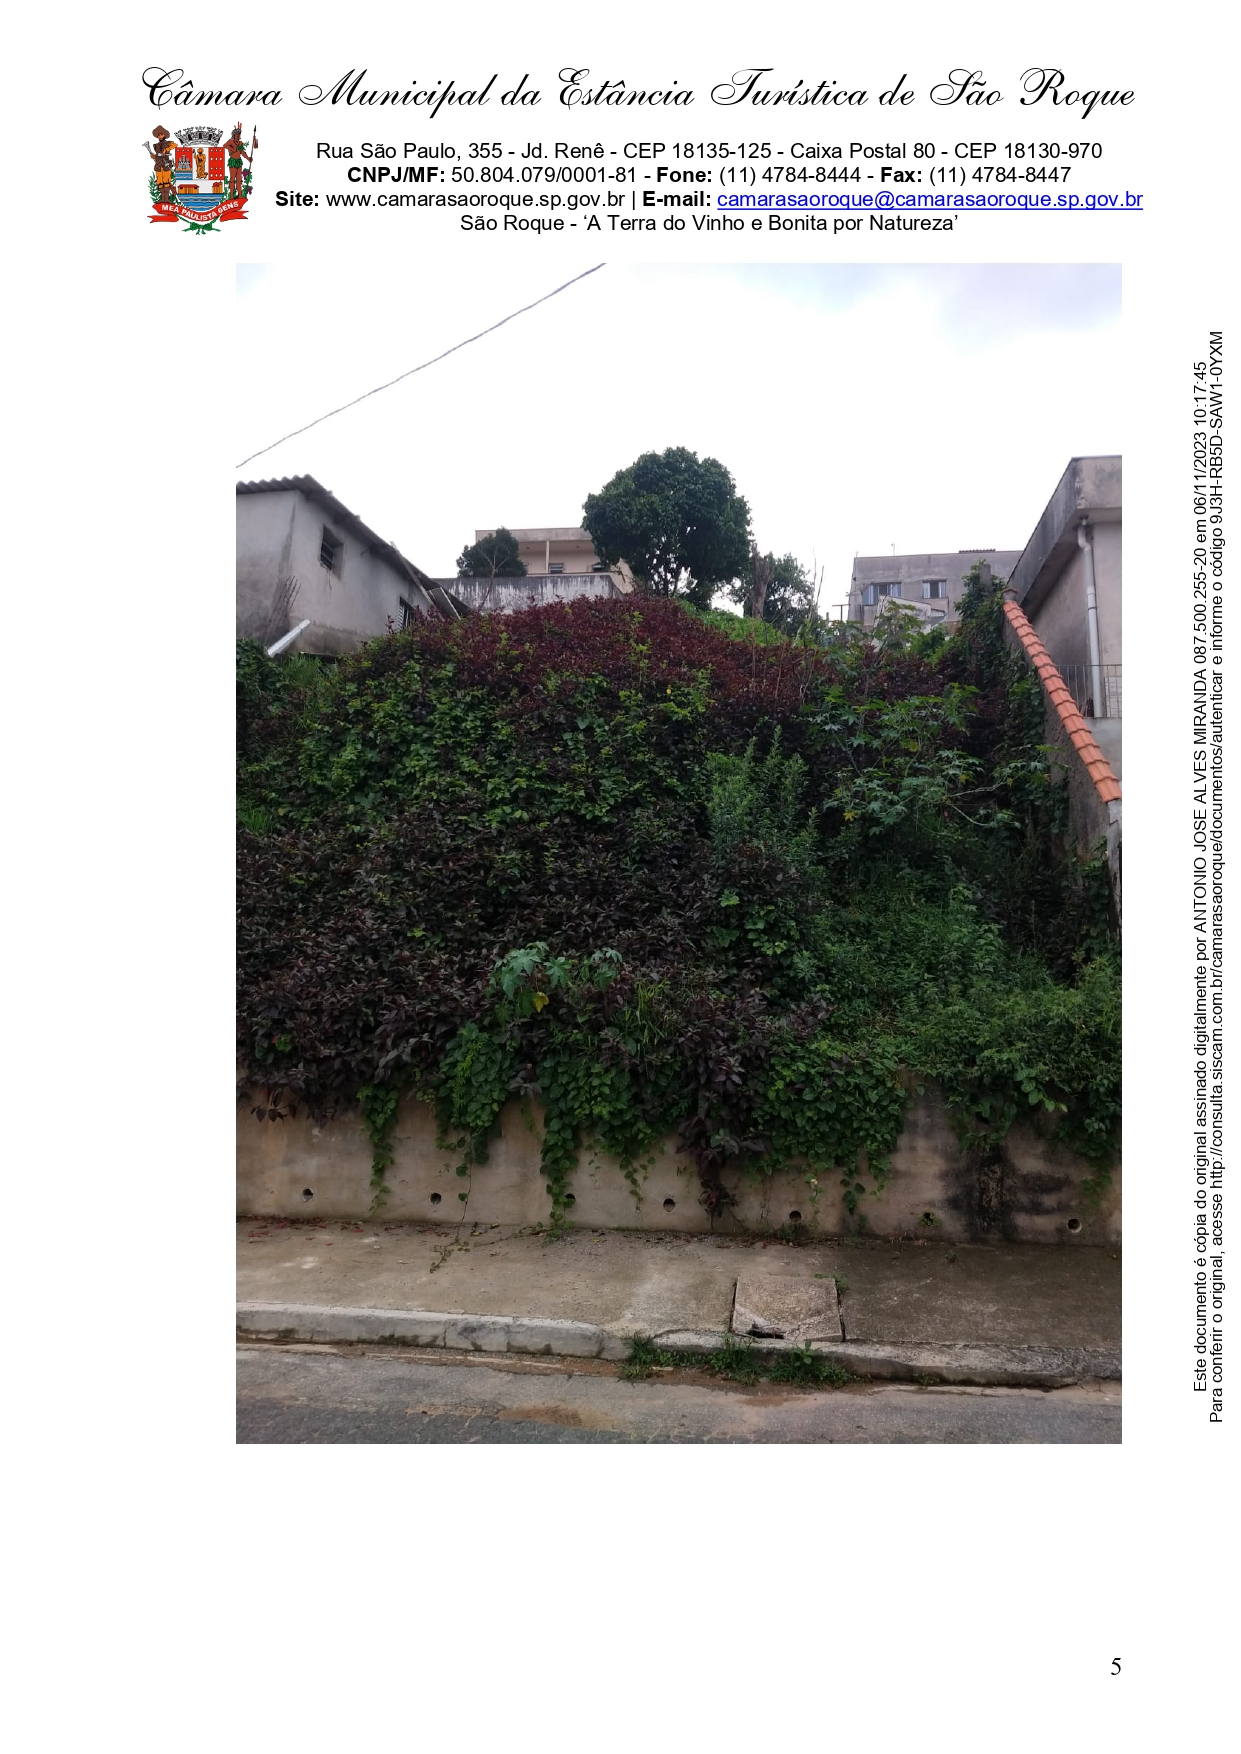 Câmara Municipal da Estância Turística de São Roque
MEA PAULISTA GENS
Rua São Paulo, 355 - Jd. Renê - CEP 18135-125 - Caixa Postal 80 - CEP 18130-970
CNPJ/MF: 50.804.079/0001-81 - Fone: (11) 4784-8444 - Fax: (11) 4784-8447
Site: www.camarasaoroque.sp.gov.br | E-mail: camarasaoroque@camarasaoroque.sp.gov.br
São Roque - ‘A Terra do Vinho e Bonita por Natureza’
Este documento é cópia do original assinado digitalmente por ANTONIO JOSE ALVES MIRANDA 087.500.255-20 em 06/11/2023 10:17:45
Para conferir o original, acesse http://consulta.siscam.com.br/camarasaoroque/documentos/autenticar e informe o código 9J3H-RB5D-SAW1-0YXM
5